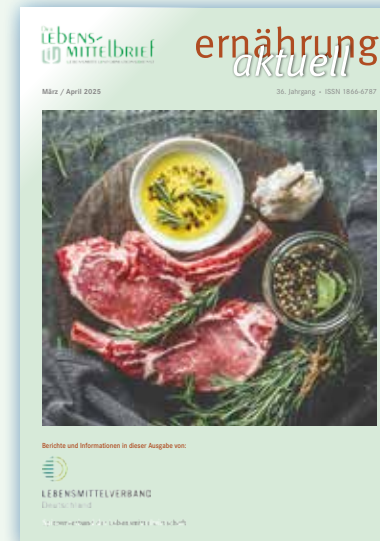 Der
LEBENS-
MITTELBRIEF
ernährung
aktuell
März / April 2025
36. Jahrgang • ISSN 1866-6787
Berichte und Informationen in dieser Ausgabe von:
LEBENSMITTELVERBAND
Deutschland